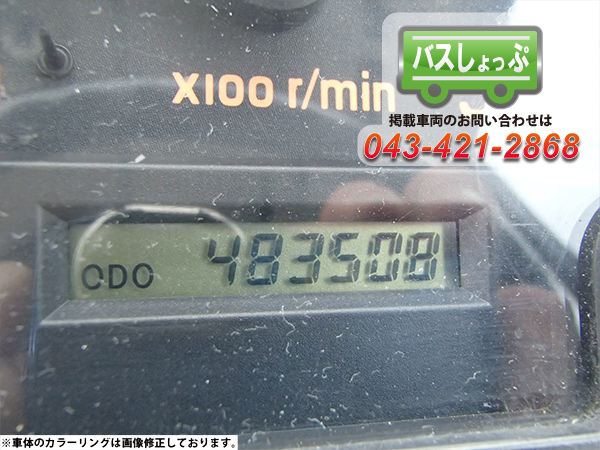 バスしょっぷ
X100 r/min
掲載車両のお問い合わせは
043-421-2868
ODO 483508
※車体のカラーリングは画像修正しております。